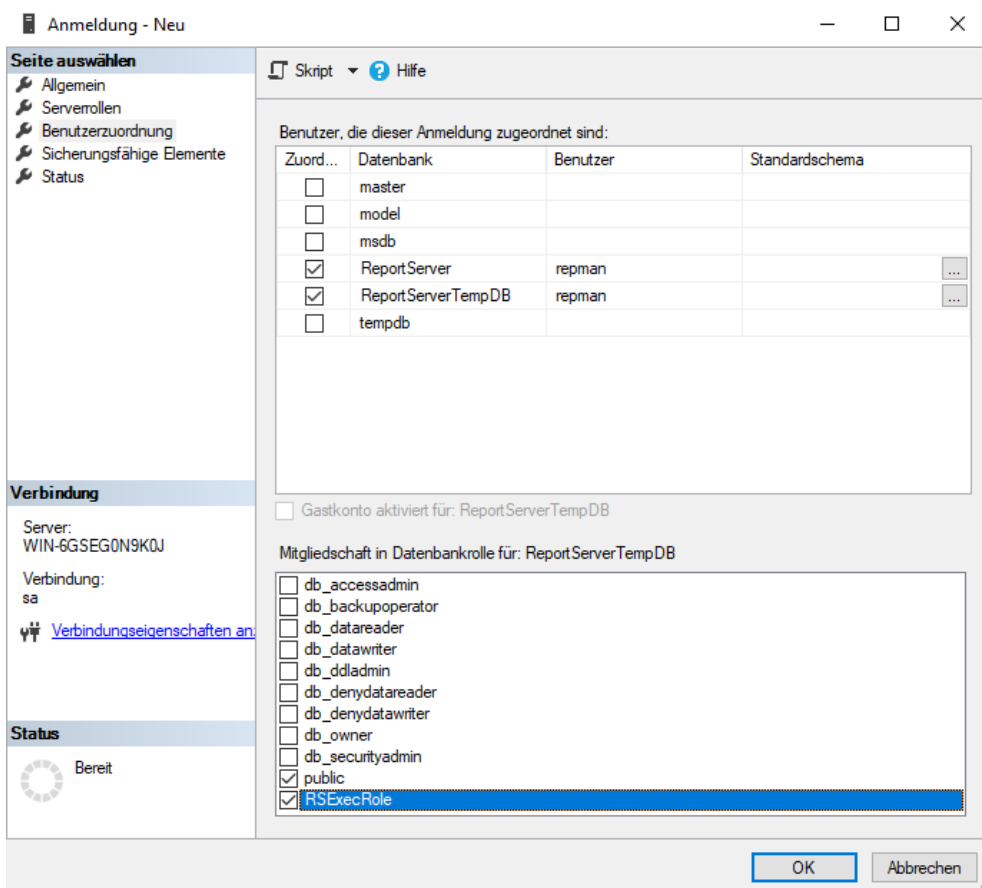 Anmeldung - Neu
Seite auswählen
Allgemein
Serverrollen
Benutzerzuordnung
Sicherungsfähige Elemente
Status
Skript
Hilfe
Benutzer, die dieser Anmeldung zugeordnet sind:
Zuord... Datenbank Benutzer Standardschema
master
model
msdb
ReportServer repman ...
ReportServerTempDB repman ...
tempdb
Gastkonto aktiviert für: ReportServerTempDB
Mitgliedschaft in Datenbankrolle für: ReportServerTempDB
db_accessadmin
db_backupoperator
db_datareader
db_datawriter
db_ddladmin
db_denydatareader
db_denydatawriter
db_owner
db_securityadmin
public
RSExecRole
Verbindung
Server:
WIN-6GSEG0N9K0J
Verbindung:
sa
Verbindungseigenschaften an
Status
Bereit
OK Abbrechen